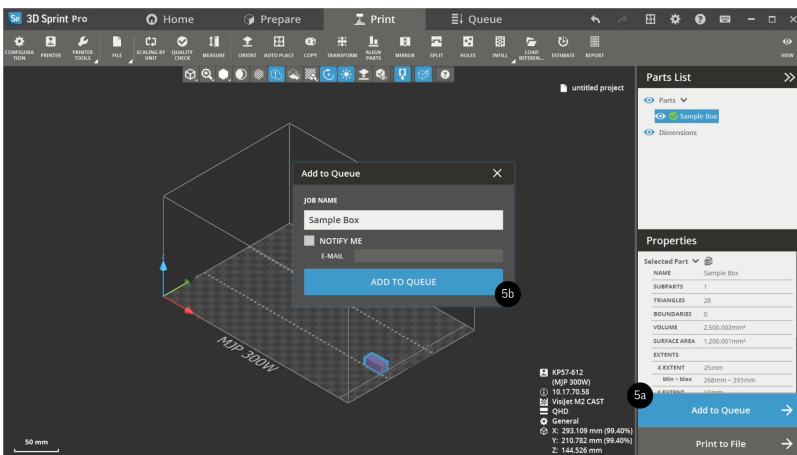 Sp 3D Sprint Pro
Home
Prepare
Print
Queue
CONFIGURA
TION
PRINTER
PRINTER
TOOLS
FILE
SCALING BY
UNIT
QUALITY
CHECK
MEASURE
ORIENT
AUTO PLACE
COPY
TRANSFORM
ALIGN
PARTS
MIRROR
SPLIT
HOLES
INFILL
LOAD
REFEREN...
ESTIMATE
REPORT
VIEW
untitled project
Parts List
Parts
Sample Box
Dimensions
Add to Queue
JOB NAME
Sample Box
NOTIFY ME
E-MAIL
ADD TO QUEUE
5b
MJP 300W
50 mm
KP57-612
(MJP 300W)
10.17.70.58
VisiJet M2 CAST
QHD
General
X: 293.109 mm (99.40%)
Y: 210.782 mm (99.40%)
Z: 144.526 mm
Properties
Selected Part
NAME Sample Box
SUBPARTS 1
TRIANGLES 28
BOUNDARIES 0
VOLUME 2,500.002mm³
SURFACE AREA 1,200.001mm²
EXTENTS
X EXTENT 25mm
Min ~ Max 268mm ~ 293mm
Y EXTENT 10mm
5a
Add to Queue
Print to File